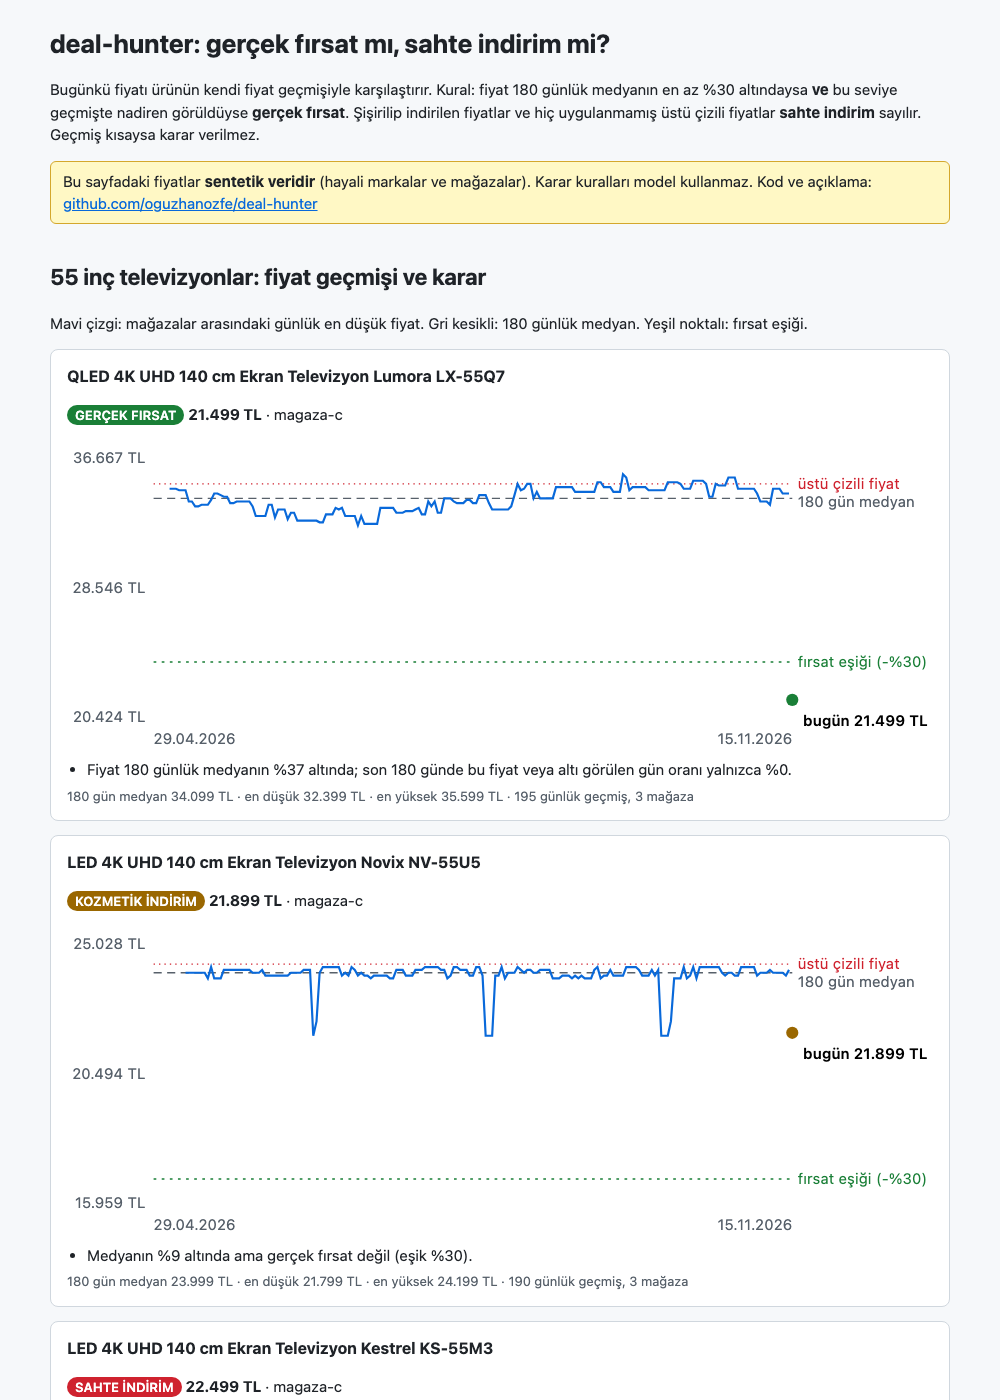 deal-hunter: gerçek fırsat mı, sahte indirim mi?
Bugünkü fiyatı ürünün kendi fiyat geçmişiyle karşılaştırır. Kural: fiyat 180 günlük medyanın en az %30 altındaysa ve bu seviye
geçmişte nadiren görüldüyse gerçek fırsat. Şişirilip indirilen fiyatlar ve hiç uygulanmamış üstü çizili fiyatlar sahte indirim sayılır.
Geçmiş kısaysa karar verilmez.
Bu sayfadaki fiyatlar sentetik veridir (hayali markalar ve mağazalar). Karar kuralları model kullanmaz. Kod ve açıklama:
github.com/oguzhanozfe/deal-hunter
55 inç televizyonlar: fiyat geçmişi ve karar
Mavi çizgi: mağazalar arasındaki günlük en düşük fiyat. Gri kesikli: 180 günlük medyan. Yeşil noktalı: fırsat eşiği.
QLED 4K UHD 140 cm Ekran Televizyon Lumora LX-55Q7
GERÇEK FIRSAT 21.499 TL · magaza-c
36.667 TL
üstü çizili fiyat
180 gün medyan
28.546 TL
fırsat eşiği (-%30)
20.424 TL
bugün 21.499 TL
29.04.2026 15.11.2026
• Fiyat 180 günlük medyanın %37 altında; son 180 günde bu fiyat veya altı görülen gün oranı yalnızca %0.
180 gün medyan 34.099 TL · en düşük 32.399 TL · en yüksek 35.599 TL · 195 günlük geçmiş, 3 mağaza
LED 4K UHD 140 cm Ekran Televizyon Novix NV-55U5
KOZMETİK İNDİRİM 21.899 TL · magaza-c
25.028 TL
üstü çizili fiyat
180 gün medyan
bugün 21.899 TL
20.494 TL
fırsat eşiği (-%30)
15.959 TL
29.04.2026 15.11.2026
• Medyanın %9 altında ama gerçek fırsat değil (eşik %30).
180 gün medyan 23.999 TL · en düşük 21.799 TL · en yüksek 24.199 TL · 190 günlük geçmiş, 3 mağaza
LED 4K UHD 140 cm Ekran Televizyon Kestrel KS-55M3
SAHTE İNDİRİM 22.499 TL · magaza-c